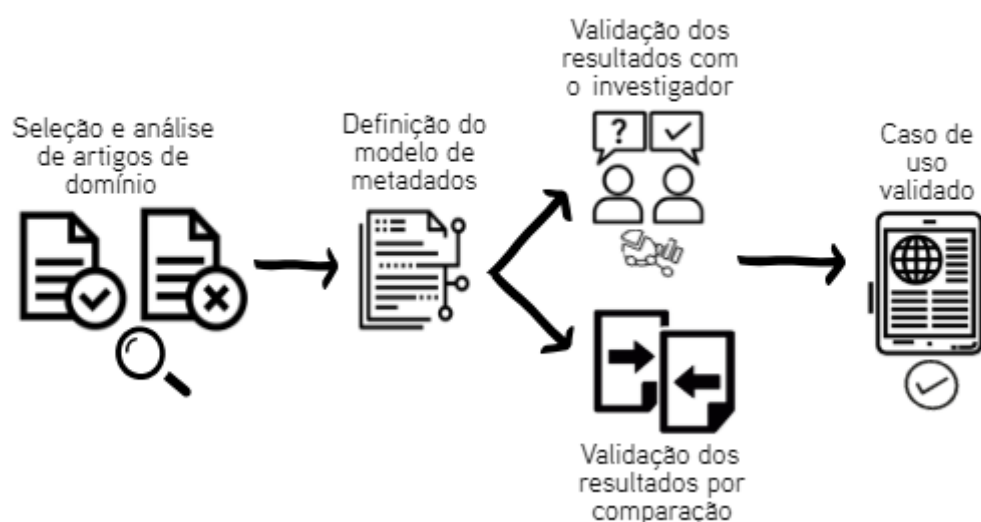 Seleção e análise
de artigos de
domínio
Definição do
modelo de
metadados
Validação dos
resultados com
o investigador
?
Validação dos
resultados por
comparação
Caso de
uso
validado